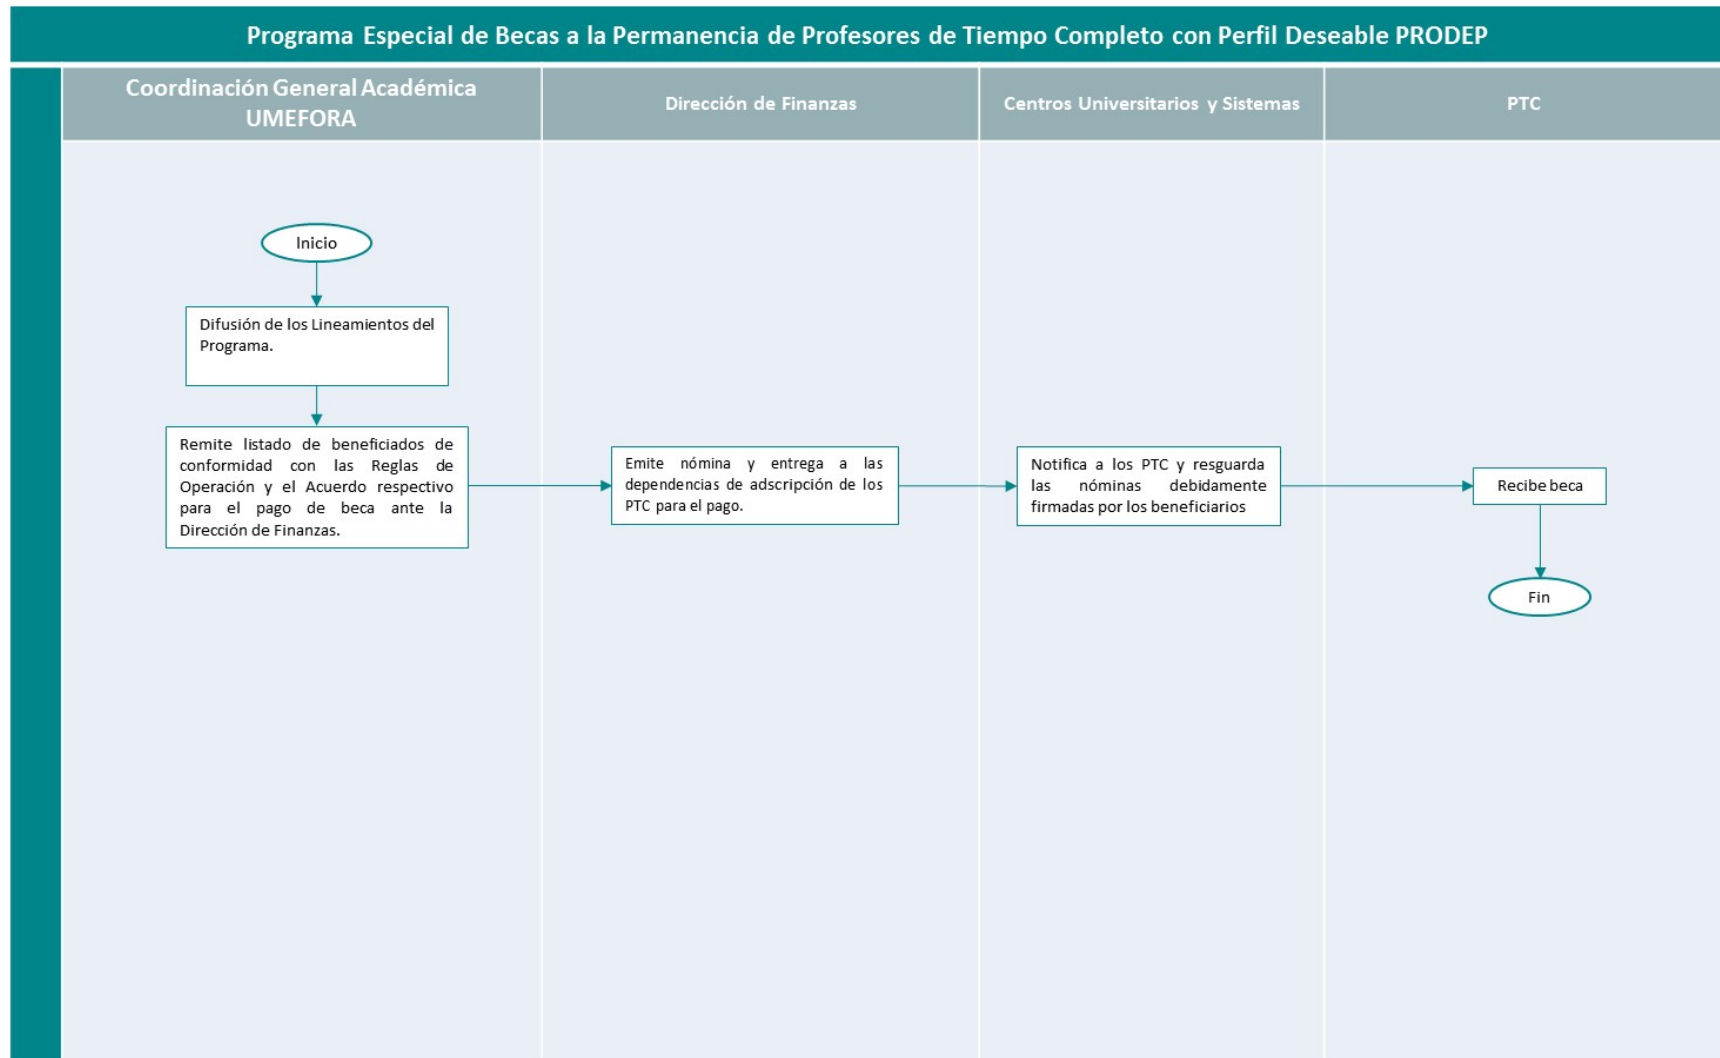 Programa Especial de Becas a la Permanencia de Profesores de Tiempo Completo con Perfil Deseable PRODEP
Coordinación General Académica
UMEFORA
Dirección de Finanzas
Centros Universitarios y Sistemas
PTC
Inicio
Difusión de los Lineamientos del
Programa.
Remite listado de beneficiados de
conformidad con las Reglas de
Operación y el Acuerdo respectivo
para el pago de beca ante la
Dirección de Finanzas.
Emite nómina y entrega a las
dependencias de adscripción de los
PTC para el pago.
Notifica a los PTC y resguarda
las nóminas debidamente
firmadas por los beneficiarios
Recibe beca
Fin